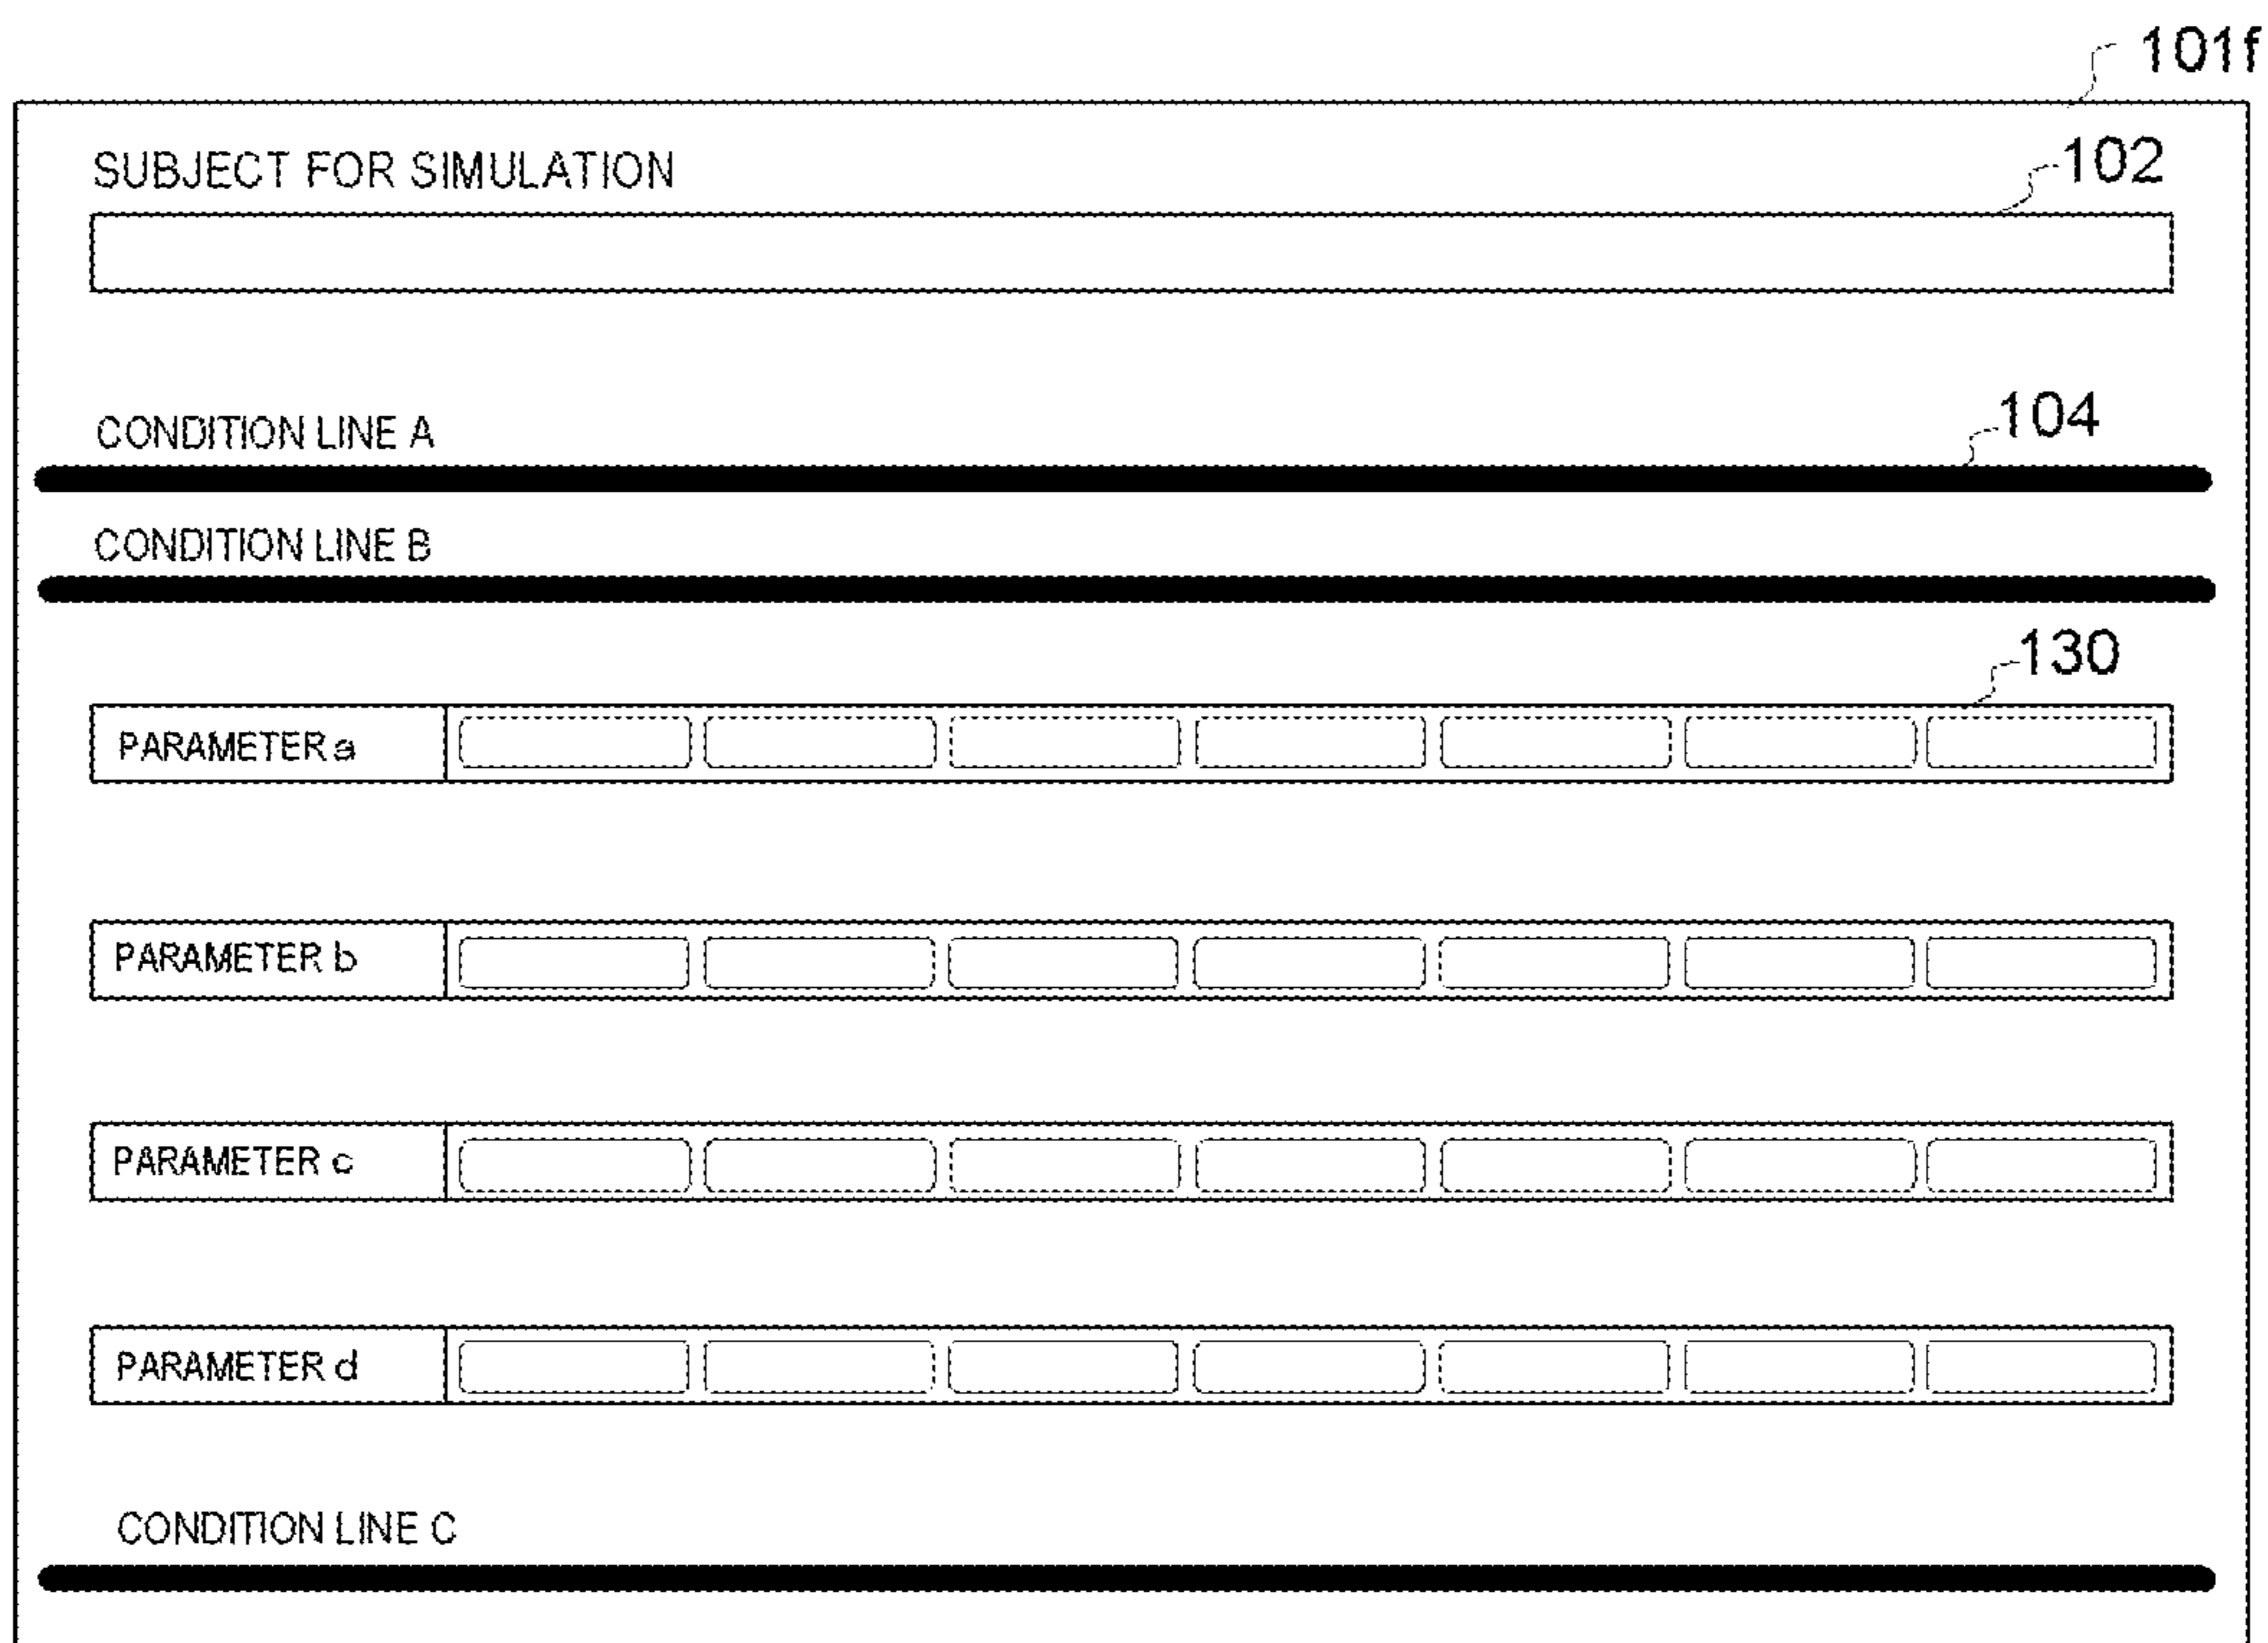 101f
SUBJECT FOR SIMULATION
102
CONDITION LINE A
104
CONDITION LINE B
130
PARAMETER a
PARAMETER b
PARAMETER c
PARAMETER d
CONDITION LINE C